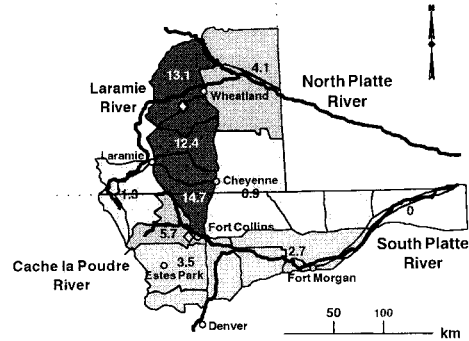 13.1
4.1
Laramie
River
Wheatland
North Platte
River
12.4
Laramie
Cheyenne
14.7
1.3
0.9
0
Fort Collins
5.7
2.7
South Platte
River
Cache la Poudre
River
3.5
Estes Park
Fort Morgan
Denver
50
100
km